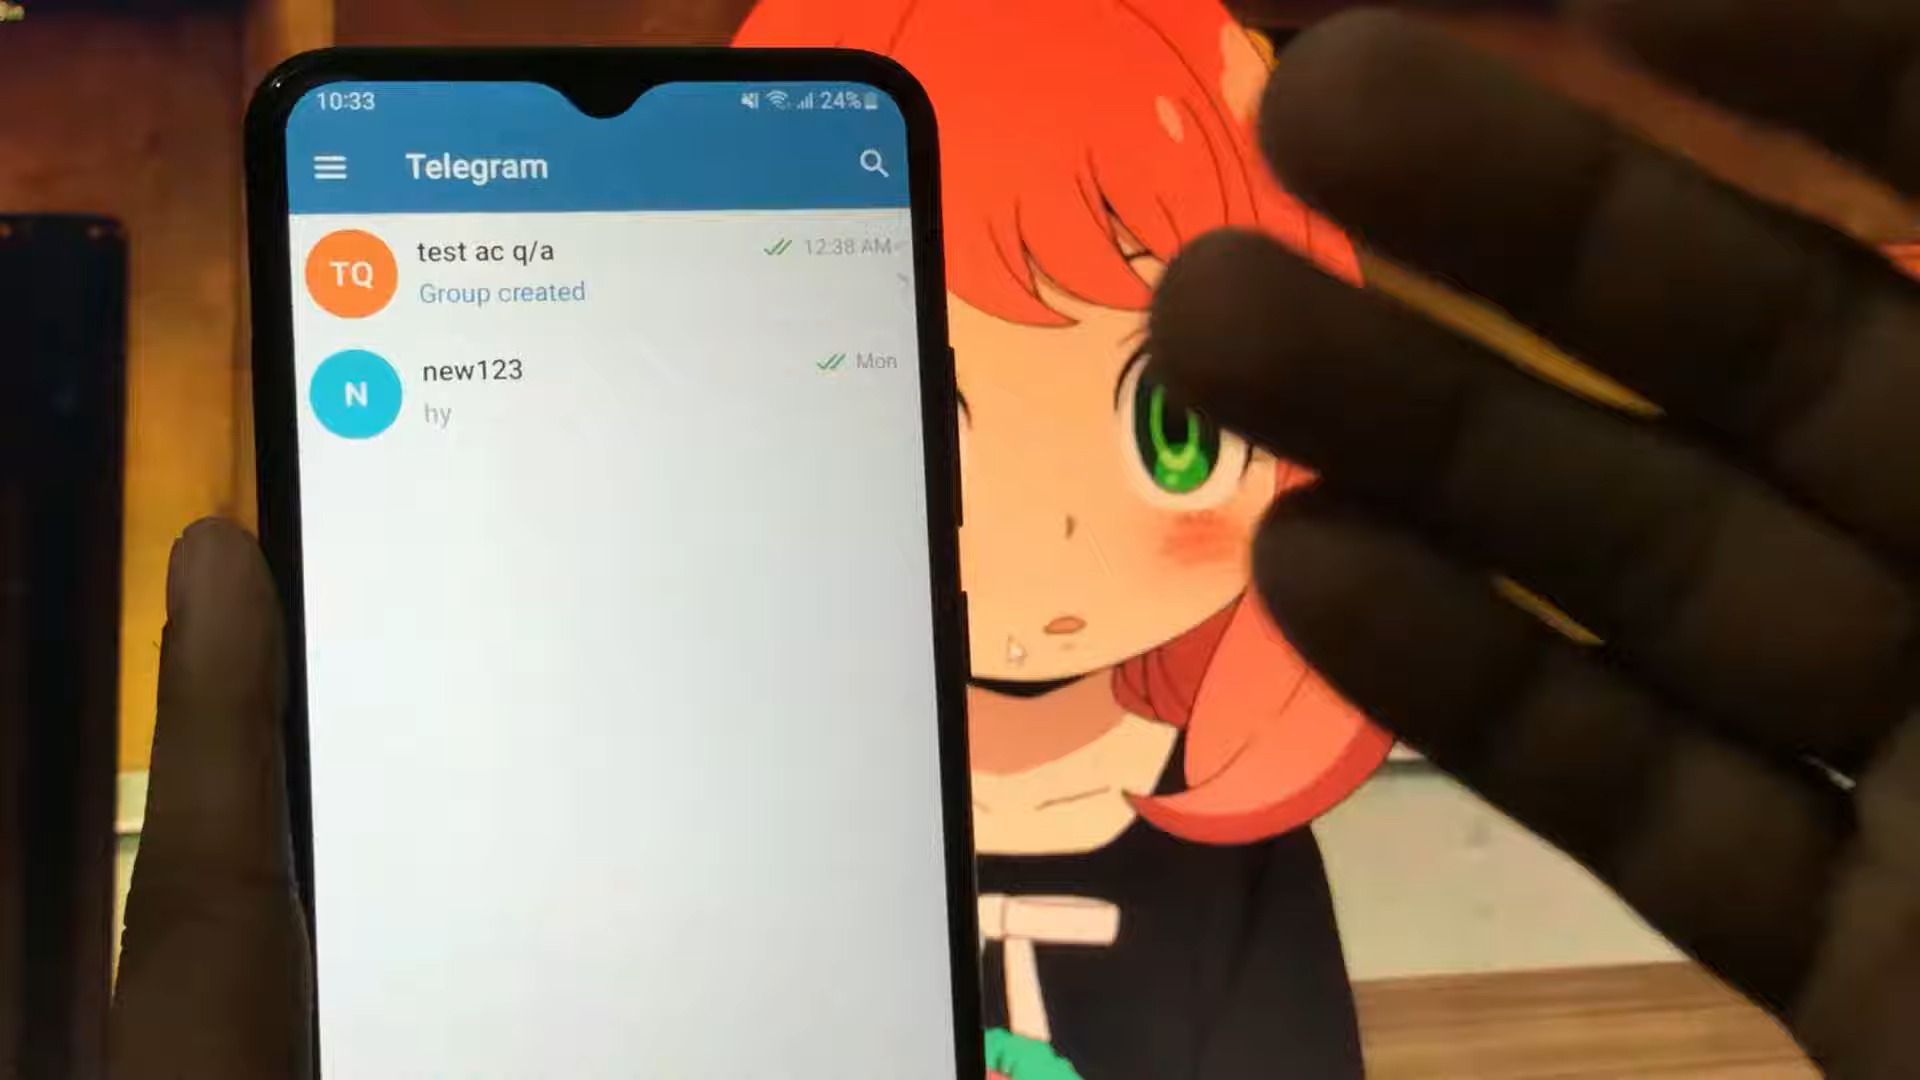 10:33
24%
Telegram
TQ
test ac q/a
12:38 AM
Group created
N
new123
Mon
hy